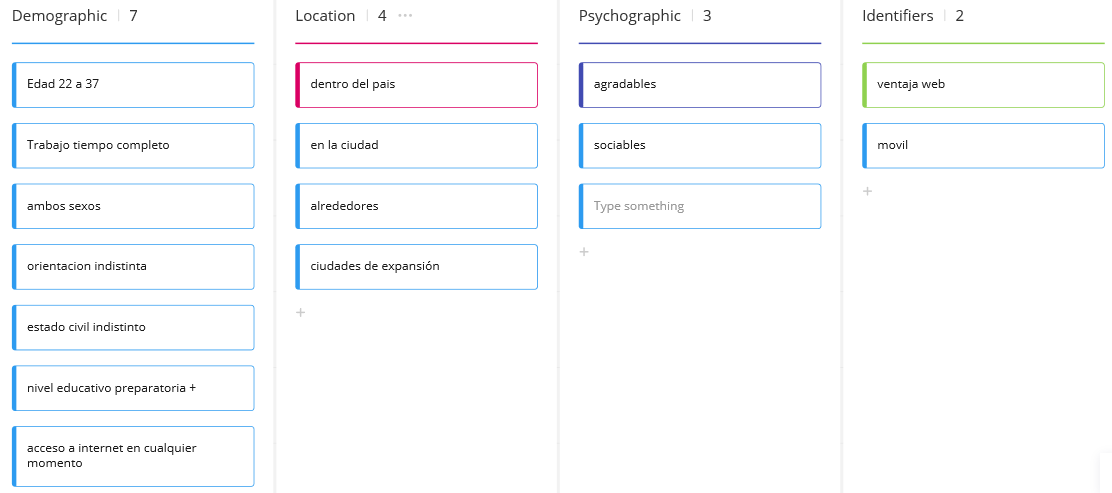 Demographic 7
Edad 22 a 37
Trabajo tiempo completo
ambos sexos
orientacion indistinta
estado civil indistinto
nivel educativo preparatoria +
acceso a internet en cualquier
momento
Location 4 ···
dentro del pais
en la ciudad
alrededores
ciudades de expansión
+
Psychographic 3
agradables
sociables
Type something
+
Identifiers 2
ventaja web
movil
+